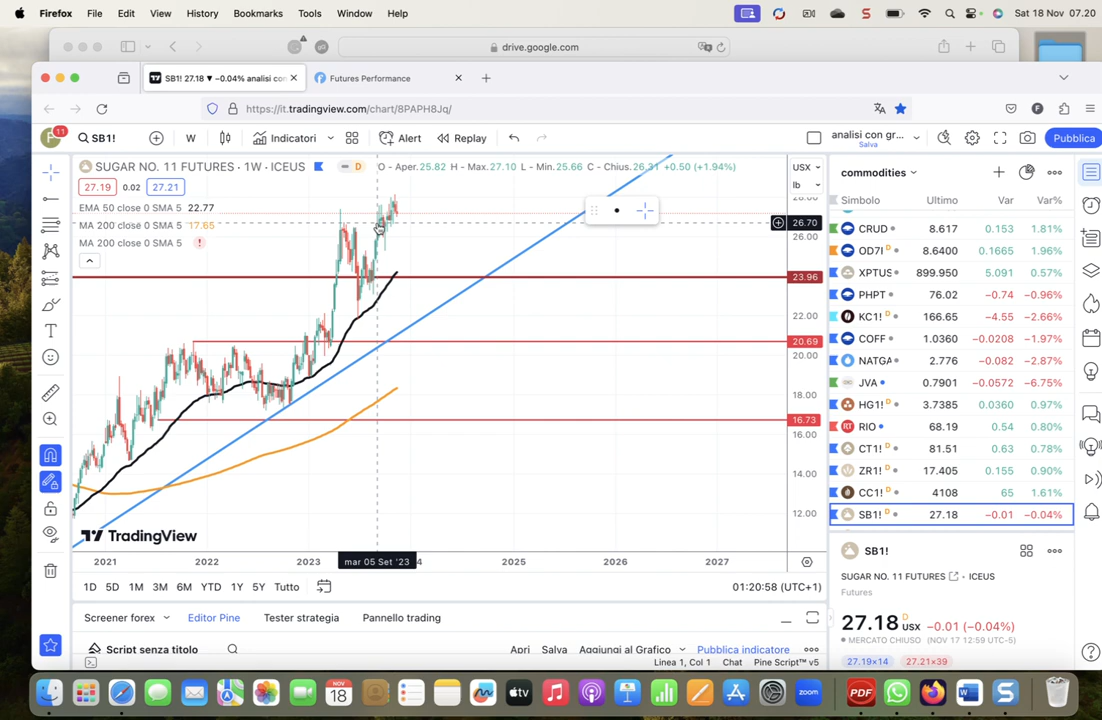 Firefox File Edit View History Bookmarks Tools Window Help Sat 18 Nov 07.20
drive.google.com
SB1! 27.18 ▼ −0.04% analisi con
Futures Performance
https://it.tradingview.com/chart/8PAPH8Jq/
11 SB1! W Indicatori Alert Replay analisi con gr... Salva Pubblica
SUGAR NO. 11 FUTURES · 1W · ICEUS D O - Aper.25.82 H - Max.27.10 L - Min.25.66 C - Chius.26.31 +0.50 (+1.94%)
27.19 0.02 27.21
EMA 50 close 0 SMA 5 22.77
MA 200 close 0 SMA 5 17.65
MA 200 close 0 SMA 5
USX
lb
28.00
26.70
26.00
23.96
22.00
20.69
20.00
18.00
16.73
16.00
14.00
12.00
TradingView
2021 2022 2023 mar 05 Set '23 4 2025 2026 2027
1D 5D 1M 3M 6M YTD 1Y 5Y Tutto 01:20:58 (UTC+1)
Screener forex Editor Pine Tester strategia Pannello trading
Script senza titolo Apri Salva Aggiungi al Grafico Pubblica indicatore
Linea 1, Col 1 Chat Pine Script™ v5
commodities
Simbolo Ultimo Var Var%
CRUD 8.617 0.153 1.81%
OD7! D 8.6400 0.1665 1.96%
XPTUS 899.950 5.091 0.57%
PHPT 76.02 −0.74 −0.96%
KC1! D 166.65 −4.55 −2.66%
COFF 1.0360 −0.0208 −1.97%
NATGA 2.776 −0.082 −2.87%
JVA 0.7901 −0.0572 −6.75%
HG1! D 3.7385 0.0360 0.97%
RIO 68.19 0.54 0.80%
CT1! D 81.51 0.63 0.78%
ZR1! D 17.405 0.155 0.90%
CC1! D 4108 65 1.61%
SB1! D 27.18 −0.01 −0.04%
SB1!
SUGAR NO. 11 FUTURES · ICEUS
Futures
27.18 D USX −0.01 (−0.04%)
MERCATO CHIUSO (NOV 17 12:59 UTC-5)
27.19×14 27.21×39
NOV 18 tv zoom PDF W S